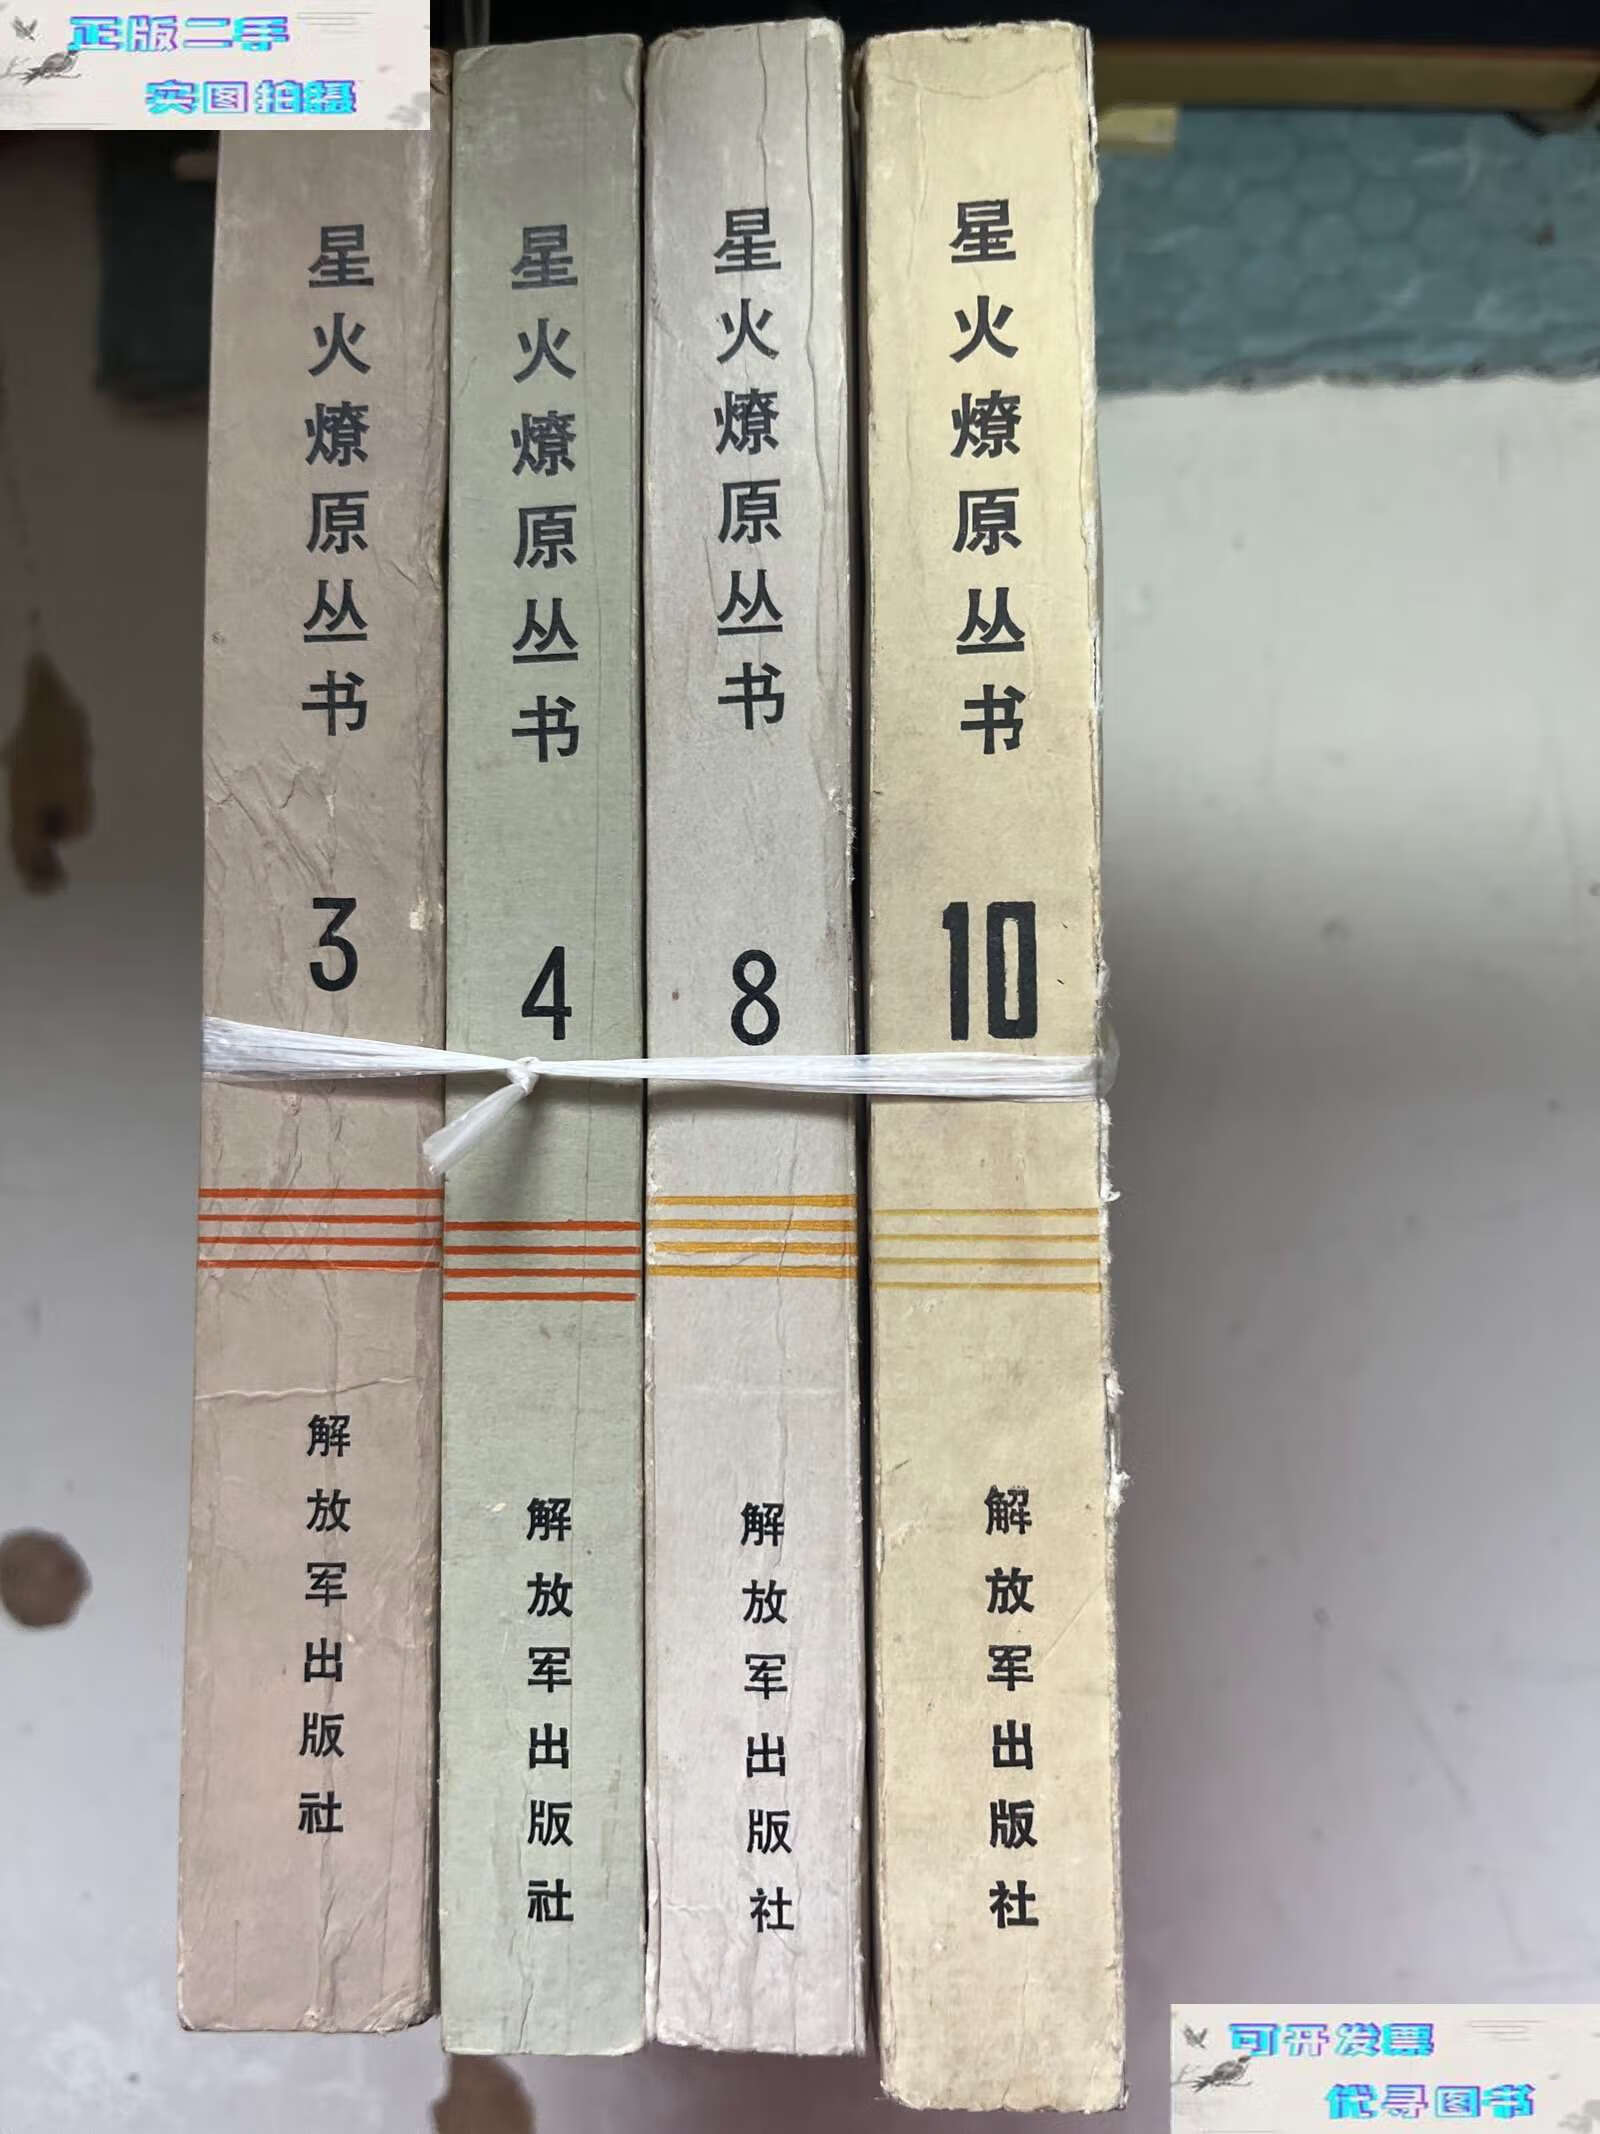 正版二手
实图拍摄
星火燎原丛书
3
解放军出版社
星火燎原丛书
4
解放军出版社
星火燎原丛书
8
解放军出版社
星火燎原丛书
10
解放军出版社
可开发票
代寻图书